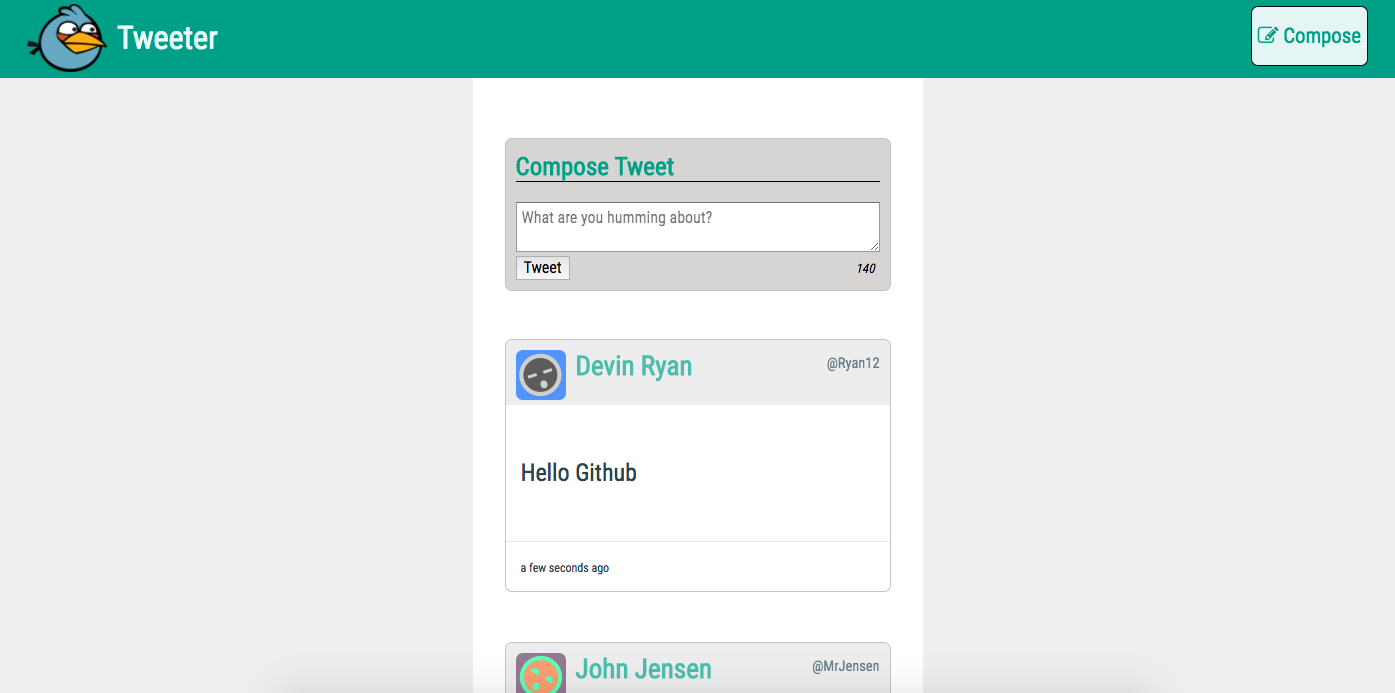 Tweeter
Compose
Compose Tweet
What are you humming about?
Tweet
140
Devin Ryan
@Ryan12
Hello Github
a few seconds ago
John Jensen
@MrJensen